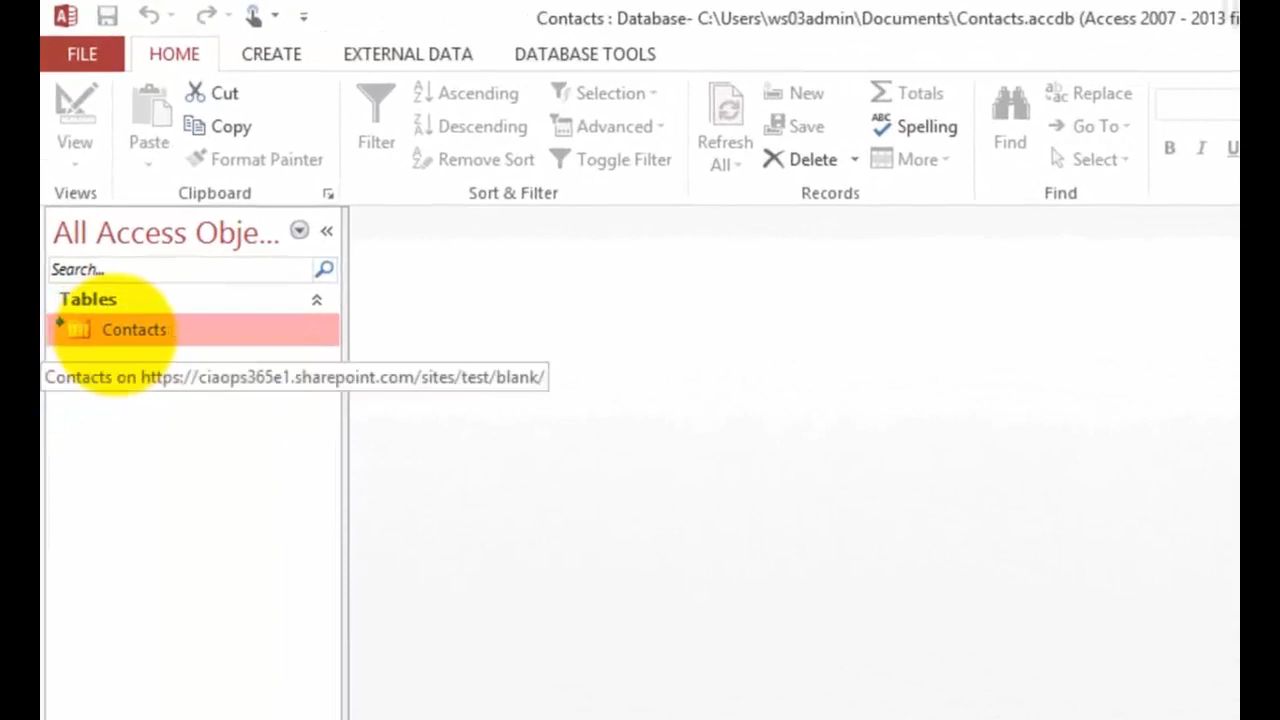 Contacts : Database- C:\Users\ws03admin\Documents\Contacts.accdb (Access 2007 - 2013 fi
FILE HOME CREATE EXTERNAL DATA DATABASE TOOLS
View
Views
Paste
Cut
Copy
Format Painter
Clipboard
Filter
Ascending
Descending
Remove Sort
Selection
Advanced
Toggle Filter
Sort & Filter
Refresh
All
New
Save
Delete
Totals
Spelling
More
Records
Find
Replace
Go To
Select
Find
B I U
All Access Obje...
Search...
Tables
Contacts
Contacts on https://ciaops365e1.sharepoint.com/sites/test/blank/